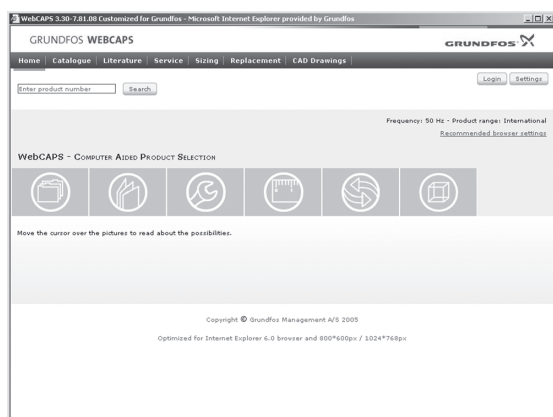 WebCAPS 3.30-7.81.08 Customized for Grundfos - Microsoft Internet Explorer provided by Grundfos
GRUNDFOS WEBCAPS
GRUNDFOS
Home | Catalogue | Literature | Service | Sizing | Replacement | CAD Drawings |
Login Settings
Enter product number Search
Frequency: 50 Hz - Product range: International
Recommended browser settings
WebCAPS - Computer Aided Product Selection
Move the cursor over the pictures to read about the possibilities.
Copyright © Grundfos Management A/S 2005
Optimized for Internet Explorer 6.0 browser and 800*600px / 1024*768px